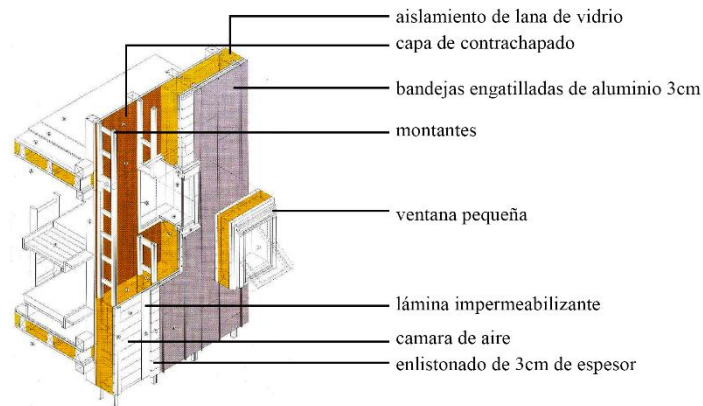 aislamiento de lana de vidrio
capa de contrachapado
bandejas engatilladas de aluminio 3cm
montantes
ventana pequeña
lámina impermeabilizante
camara de aire
enlistonado de 3cm de espesor